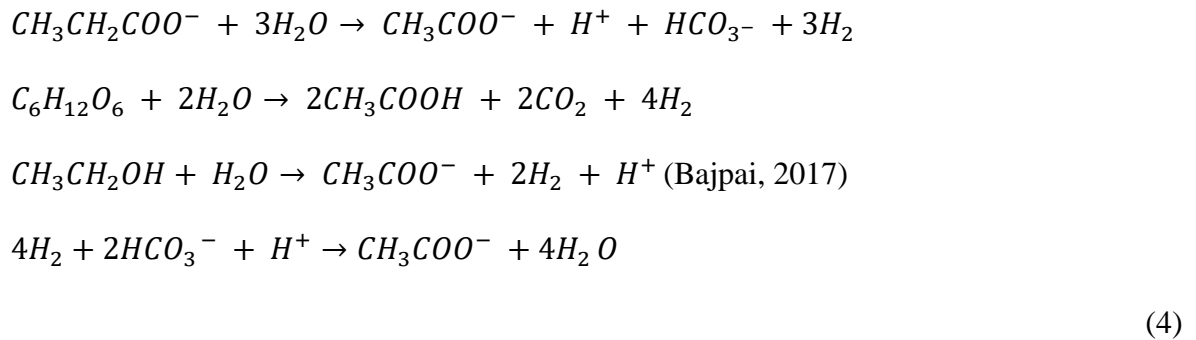 CH₃CH₂COO⁻ + 3H₂O → CH₃COO⁻ + H⁺ + HCO₃₋ + 3H₂
C₆H₁₂O₆ + 2H₂O → 2CH₃COOH + 2CO₂ + 4H₂
CH₃CH₂OH + H₂O → CH₃COO⁻ + 2H₂ + H⁺ (Bajpai, 2017)
4H₂ + 2HCO₃⁻ + H⁺ → CH₃COO⁻ + 4H₂ O
(4)